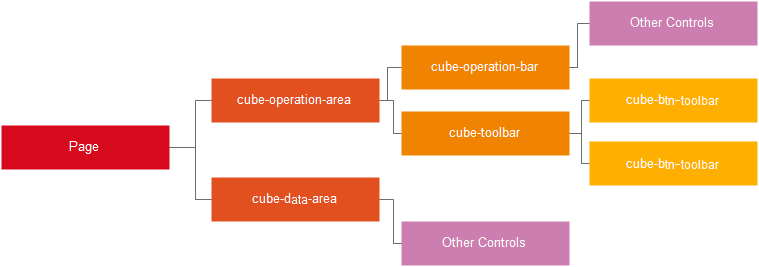 Other Controls
cube-operation-bar
cube-operation-area
cube-btn-toolbar
cube-toolbar
Page
cube-btn-toolbar
cube-data-area
Other Controls